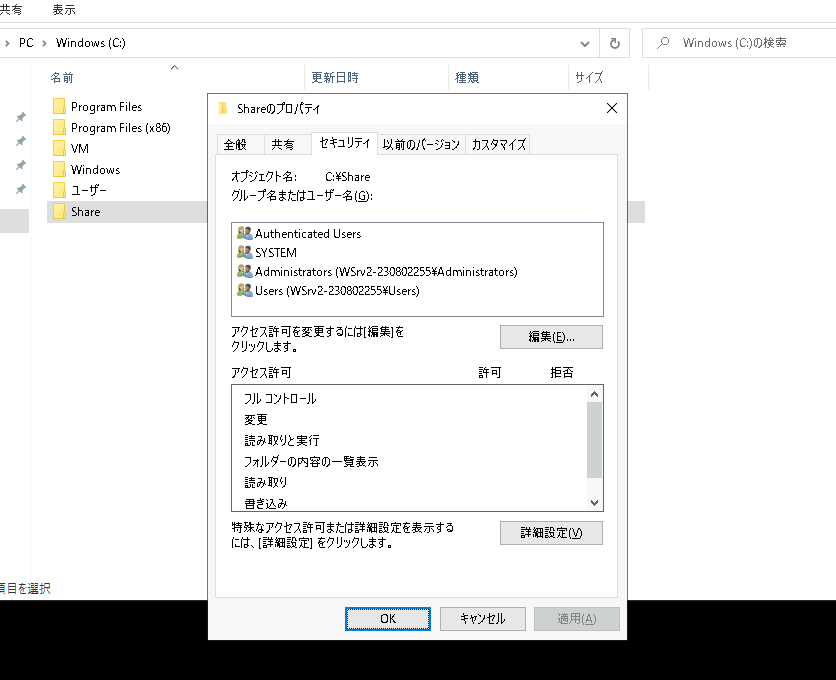 共有 表示
PC Windows (C:) Windows (C:)の検索
名前 更新日時 種類 サイズ
Program Files
Program Files (x86)
VM
Windows
ユーザー
Share
Shareのプロパティ
全般 共有 セキュリティ 以前のバージョン カスタマイズ
オブジェクト名: C:¥Share
グループ名またはユーザー名(G):
Authenticated Users
SYSTEM
Administrators (WSrv2-230802255¥Administrators)
Users (WSrv2-230802255¥Users)
アクセス許可を変更するには[編集]を
クリックします。
編集(E)...
アクセス許可 許可 拒否
フル コントロール
変更
読み取りと実行
フォルダーの内容の一覧表示
読み取り
書き込み
特殊なアクセス許可または詳細設定を表示する
には、[詳細設定] をクリックします。
詳細設定(V)
項目を選択
OK キャンセル 適用(A)